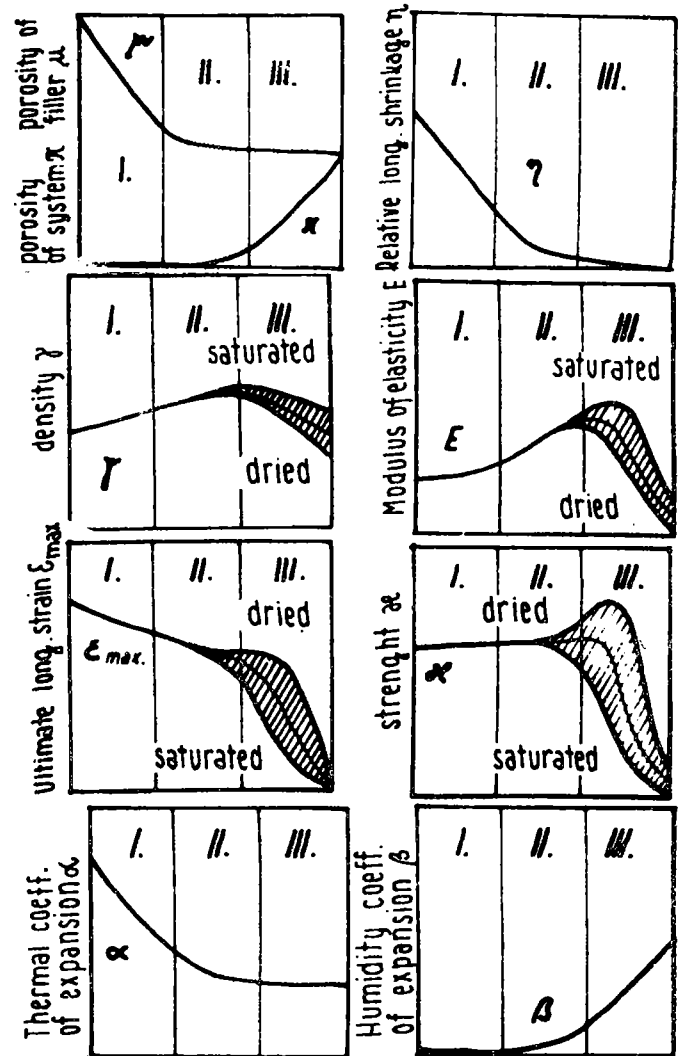 porosity of
filler μ
porosity
of system π
μ
I.
II.
III.
π
Relative long. shrinkage η
I.
II.
III.
η
density γ
I.
II.
III.
saturated
γ
dried
Modulus of elasticity E
I.
II.
III.
saturated
E
dried
Ultimate long. strain Ɛmax
I.
II.
III.
dried
ε max.
saturated
strenght æ
I.
II.
III.
dried
æ
saturated
Thermal coeff.
of expansion α
I.
II.
III.
α
Humidity coeff.
of expansion β
I.
II.
III.
β